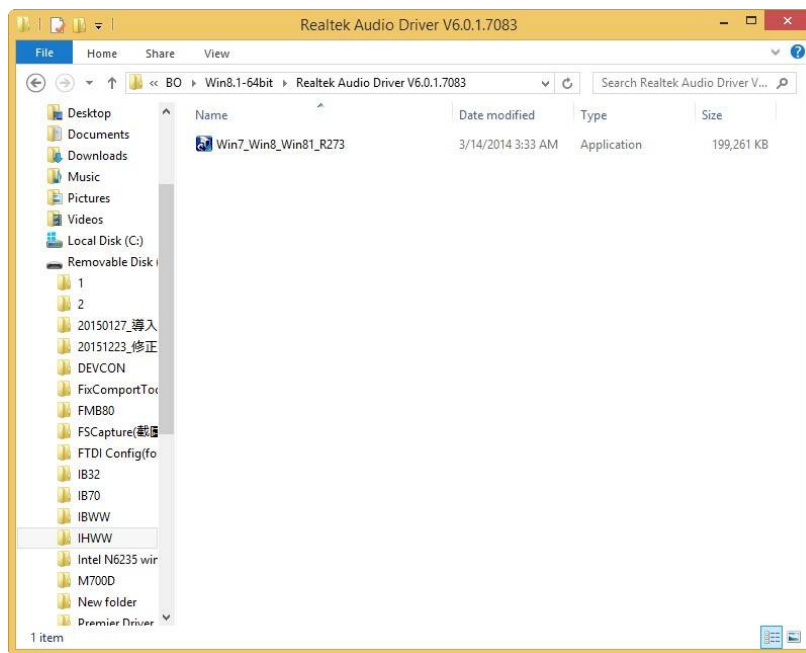 Realtek Audio Driver V6.0.1.7083
File Home Share View
« BO Win8.1-64bit Realtek Audio Driver V6.0.1.7083 Search Realtek Audio Driver V...
Name Date modified Type Size
Win7_Win8_Win81_R273 3/14/2014 3:33 AM Application 199,261 KB
Desktop
Documents
Downloads
Music
Pictures
Videos
Local Disk (C:)
Removable Disk (
1
2
20150127_導入
20151223_修正
DEVCON
FixComportToo
FMB80
FSCapture(截圖
FTDI Config(fo
IB32
IB70
IBWW
IHWW
Intel N6235 win
M700D
New folder
Premier Driver
1 item